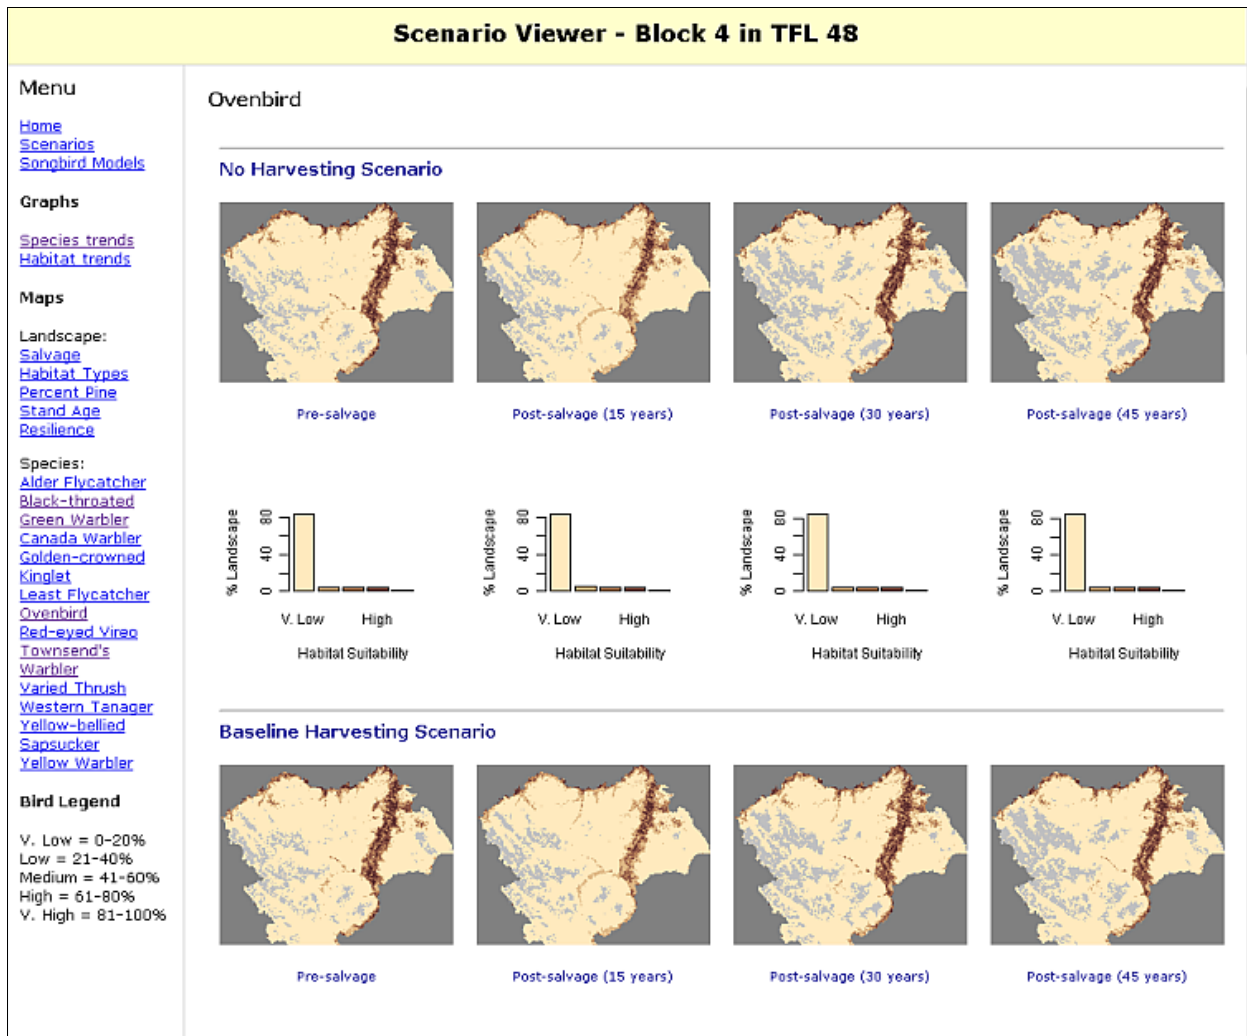 Scenario Viewer - Block 4 in TFL 48
Menu
Home
Scenarios
Songbird Models
Graphs
Species trends
Habitat trends
Maps
Landscape:
Salvage
Habitat Types
Percent Pine
Stand Age
Resilience
Species:
Alder Flycatcher
Black-throated
Green Warbler
Canada Warbler
Golden-crowned
Kinglet
Least Flycatcher
Ovenbird
Red-eyed Vireo
Townsend's
Warbler
Varied Thrush
Western Tanager
Yellow-bellied
Sapsucker
Yellow Warbler
Bird Legend
V. Low = 0-20%
Low = 21-40%
Medium = 41-60%
High = 61-80%
V. High = 81-100%
Ovenbird
No Harvesting Scenario
Pre-salvage
Post-salvage (15 years)
Post-salvage (30 years)
Post-salvage (45 years)
% Landscape
80
40
0
V. Low High
Habitat Suitability
% Landscape
80
40
0
V. Low High
Habitat Suitability
% Landscape
80
40
0
V. Low High
Habitat Suitability
% Landscape
80
40
0
V. Low High
Habitat Suitability
Baseline Harvesting Scenario
Pre-salvage
Post-salvage (15 years)
Post-salvage (30 years)
Post-salvage (45 years)